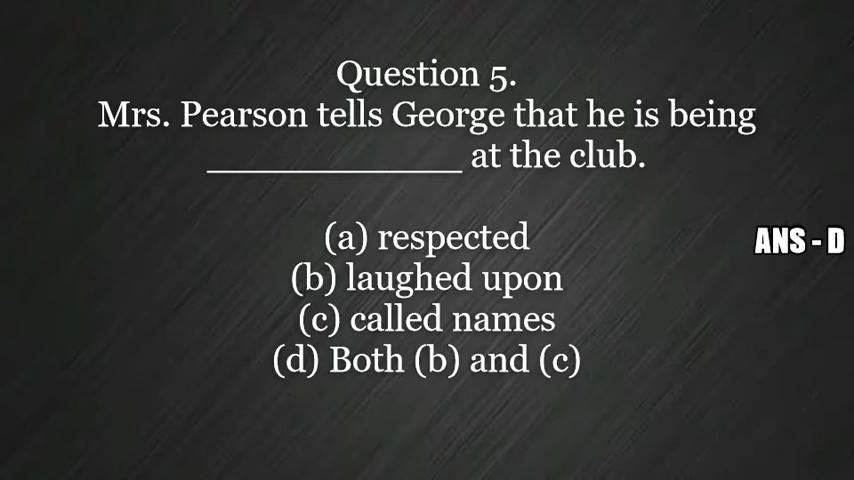 Question 5.
Mrs. Pearson tells George that he is being
____________ at the club.
(a) respected
(b) laughed upon
(c) called names
(d) Both (b) and (c)
ANS - D